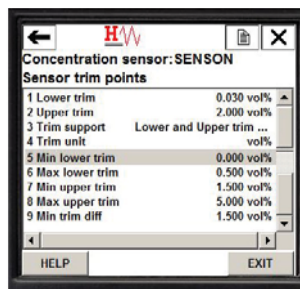 H
Concentration sensor:SENSON
Sensor trim points
1 Lower trim 0.030 vol%
2 Upper trim 2.000 vol%
3 Trim support Lower and Upper trim ...
4 Trim unit vol%
5 Min lower trim 0.000 vol%
6 Max lower trim 0.500 vol%
7 Min upper trim 1.500 vol%
8 Max upper trim 5.000 vol%
9 Min trim diff 1.500 vol%
HELP EXIT